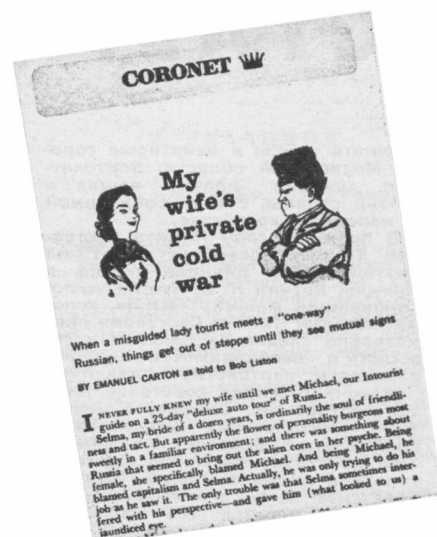 CORONET
My
wife's
private
cold
war
When a misguided lady tourist meets a "one-way"
Russian, things get out of steppe until they see mutual signs
BY EMANUEL CARTON as told to Bob Liston
I NEVER FULLY KNEW my wife until we met Michael, our Intourist
guide on a 23-day "deluxe auto tour" of Russia.
Selma, my bride of a dozen years, is ordinarily the soul of friendli-
ness and tact. But apparently the flower of personality burgeons most
sweetly in a familiar environment; and there was something about
Russia that seemed to bring out the alien corn in her psyche. Being
female, she specifically blamed Michael. And being Michael, he
blamed capitalism and Selma. Actually, he was only trying to do his
job as he saw it. The only trouble was that Selma sometimes inter-
fered with his perspective—and gave him (what looked to us) a
jaundiced eye.